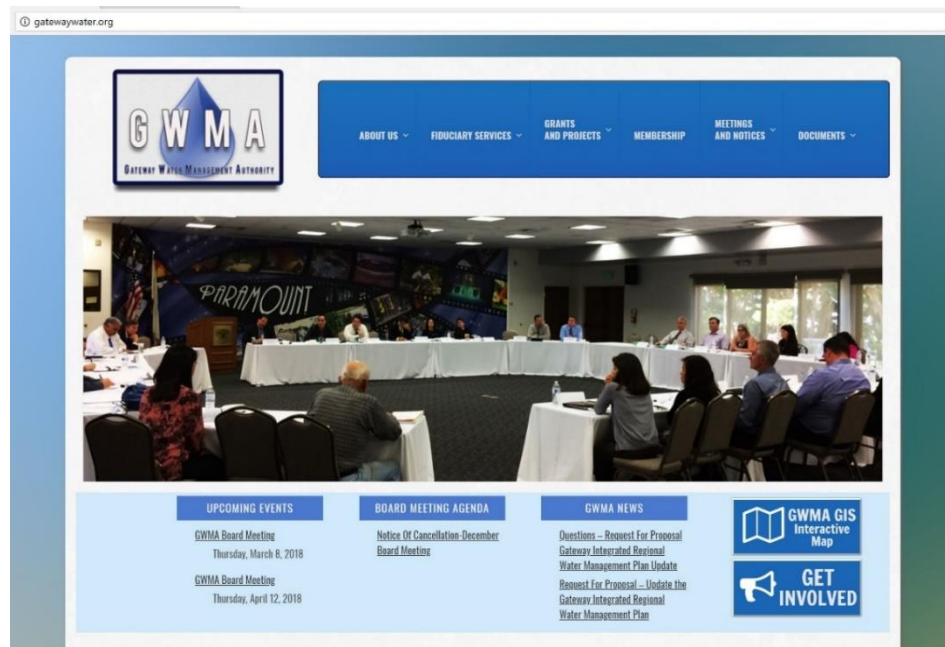 gatewaywater.org
GWMA
GATEWAY WATER MANAGEMENT AUTHORITY
ABOUT US
FIDUCIARY SERVICES
GRANTS
AND PROJECTS
MEMBERSHIP
MEETINGS
AND NOTICES
DOCUMENTS
PARAMOUNT
UPCOMING EVENTS
GWMA Board Meeting
Thursday, March 8, 2018
GWMA Board Meeting
Thursday, April 12, 2018
BOARD MEETING AGENDA
Notice Of Cancellation-December
Board Meeting
GWMA NEWS
Questions – Request For Proposal
Gateway Integrated Regional
Water Management Plan Update
Request For Proposal – Update the
Gateway Integrated Regional
Water Management Plan
GWMA GIS
Interactive
Map
GET
INVOLVED